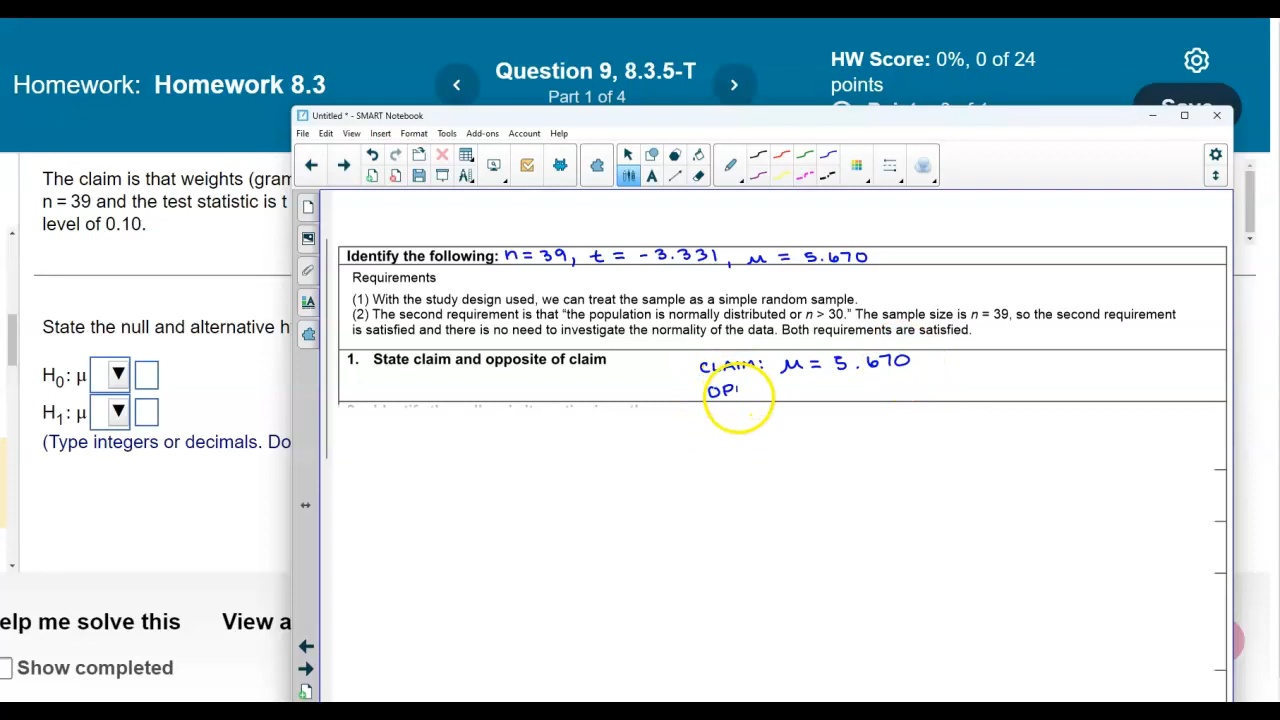 Homework: Homework 8.3
Question 9, 8.3.5-T
Part 1 of 4
HW Score: 0%, 0 of 24
points
Save
Untitled * - SMART Notebook
File Edit View Insert Format Tools Add-ons Account Help
The claim is that weights (gram
n = 39 and the test statistic is t
level of 0.10.
State the null and alternative h
H0: μ
H1: μ
(Type integers or decimals. Do
Identify the following: n = 39, t = -3.331, μ = 5.670
Requirements
(1) With the study design used, we can treat the sample as a simple random sample.
(2) The second requirement is that “the population is normally distributed or n > 30.” The sample size is n = 39, so the second requirement
is satisfied and there is no need to investigate the normality of the data. Both requirements are satisfied.
1. State claim and opposite of claim
CLAIM: μ = 5.670
OP
elp me solve this
View a
Show completed